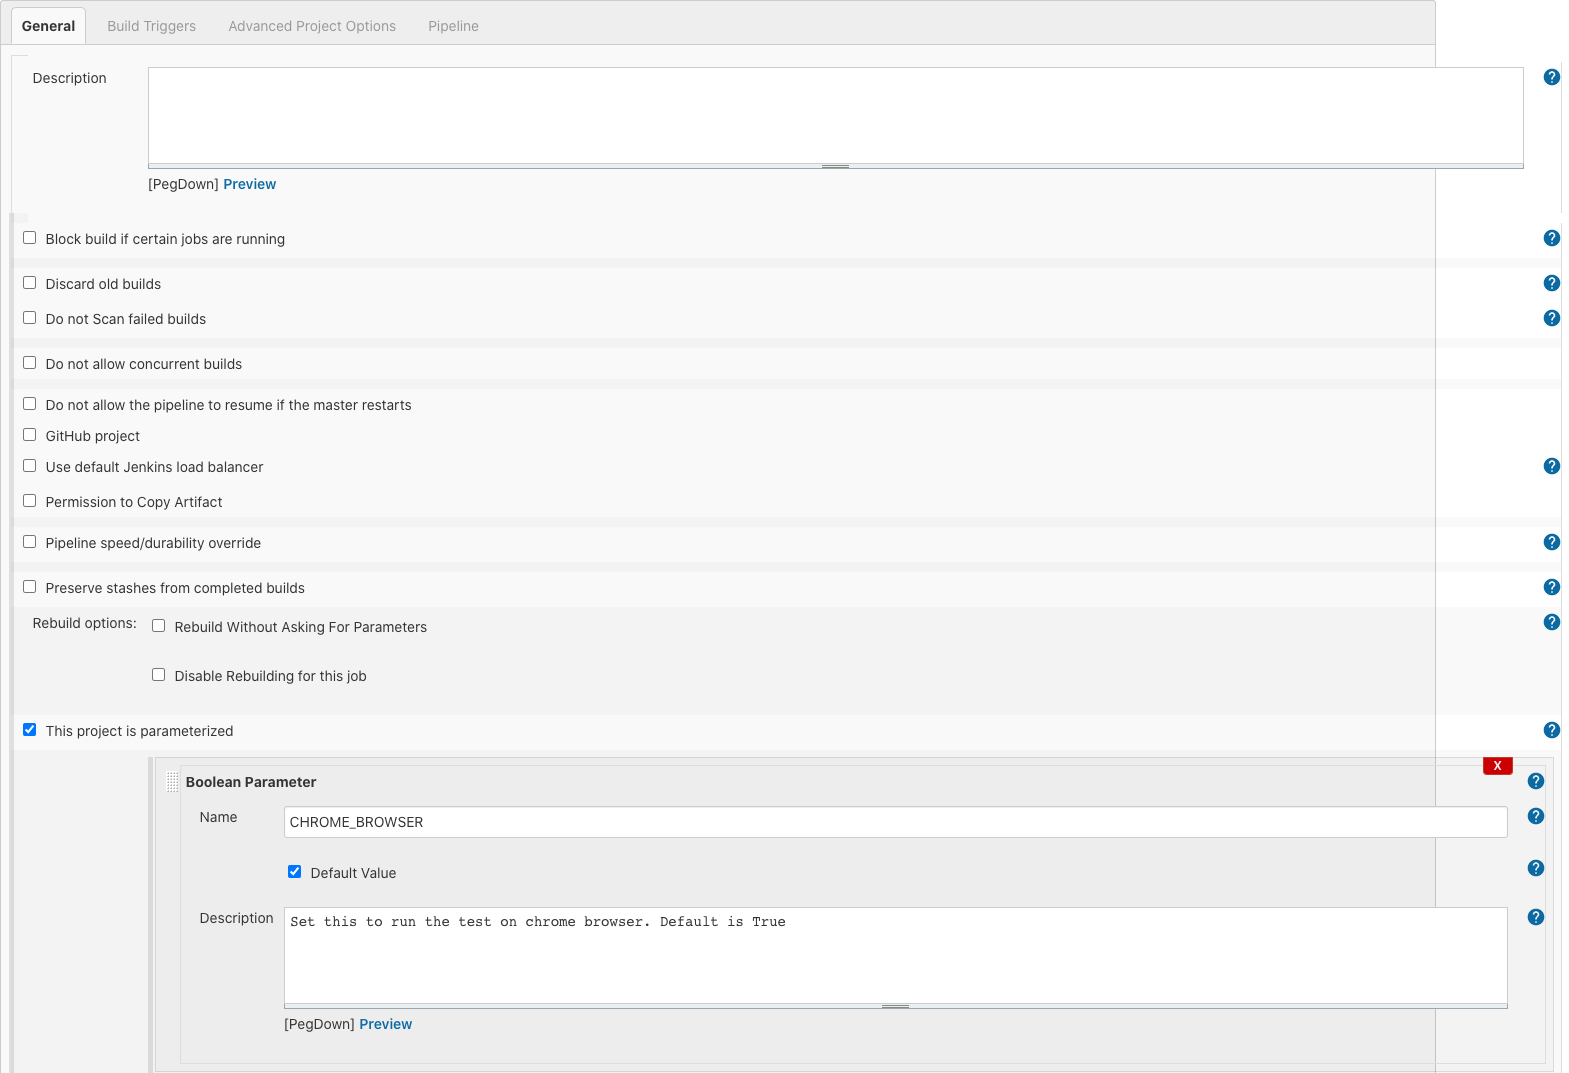 General Build Triggers Advanced Project Options Pipeline
Description
?
[PegDown] Preview
Block build if certain jobs are running
?
Discard old builds
?
Do not Scan failed builds
?
Do not allow concurrent builds
Do not allow the pipeline to resume if the master restarts
GitHub project
Use default Jenkins load balancer
?
Permission to Copy Artifact
Pipeline speed/durability override
?
Preserve stashes from completed builds
?
Rebuild options: Rebuild Without Asking For Parameters
?
Disable Rebuilding for this job
This project is parameterized
?
X
Boolean Parameter
?
Name CHROME_BROWSER
?
Default Value
?
Description Set this to run the test on chrome browser. Default is True
?
[PegDown] Preview